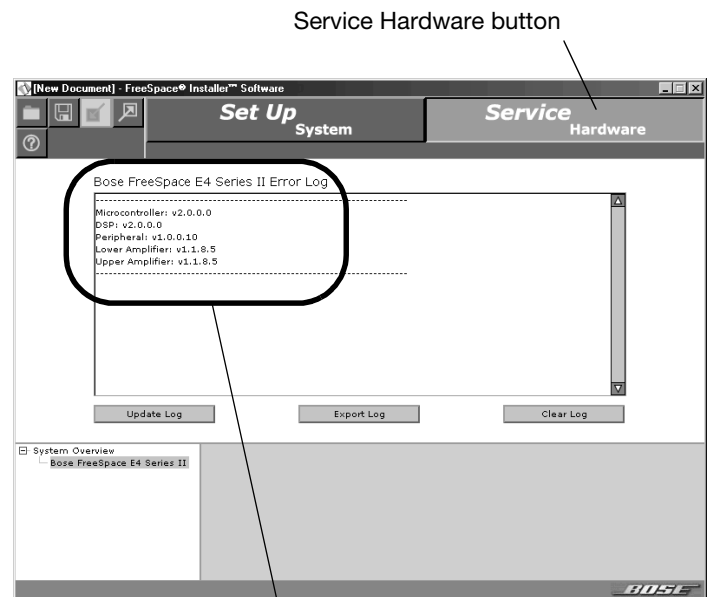 Service Hardware button
[New Document] - FreeSpace® Installer™ Software
Set Up
System
Service
Hardware
Bose FreeSpace E4 Series II Error Log
Microcontroller: v2.0.0.0
DSP: v2.0.0.0
Peripheral: v1.0.0.10
Lower Amplifier: v1.1.8.5
Upper Amplifier: v1.1.8.5
Update Log
Export Log
Clear Log
System Overview
Bose FreeSpace E4 Series II
BOSE